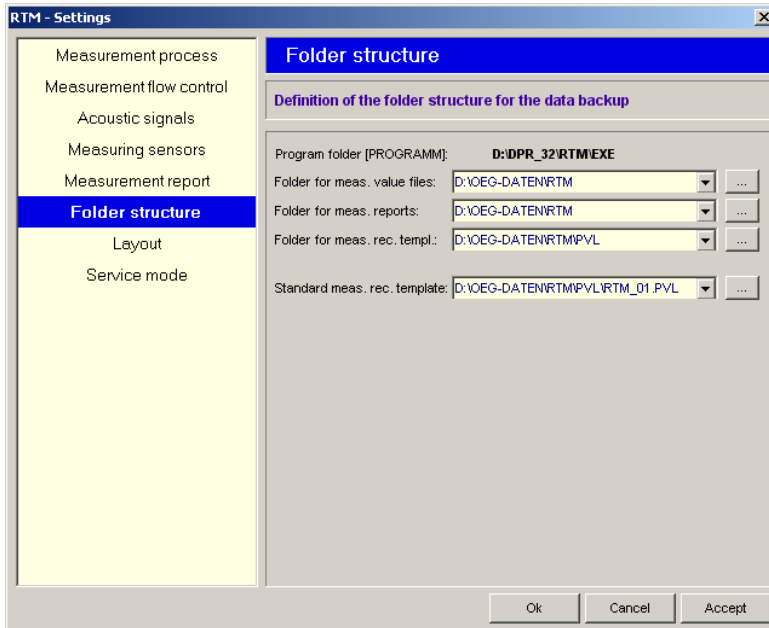 RTM - Settings
Measurement process
Measurement flow control
Acoustic signals
Measuring sensors
Measurement report
Folder structure
Layout
Service mode
Folder structure
Definition of the folder structure for the data backup
Program folder [PROGRAMM]: D:\DPR_32\RTM\EXE
Folder for meas. value files: D:\OEG-DATEN\RTM ...
Folder for meas. reports: D:\OEG-DATEN\RTM ...
Folder for meas. rec. templ.: D:\OEG-DATEN\RTM\PVL ...
Standard meas. rec. template: D:\OEG-DATEN\RTM\PVL\RTM_01.PVL ...
Ok Cancel Accept